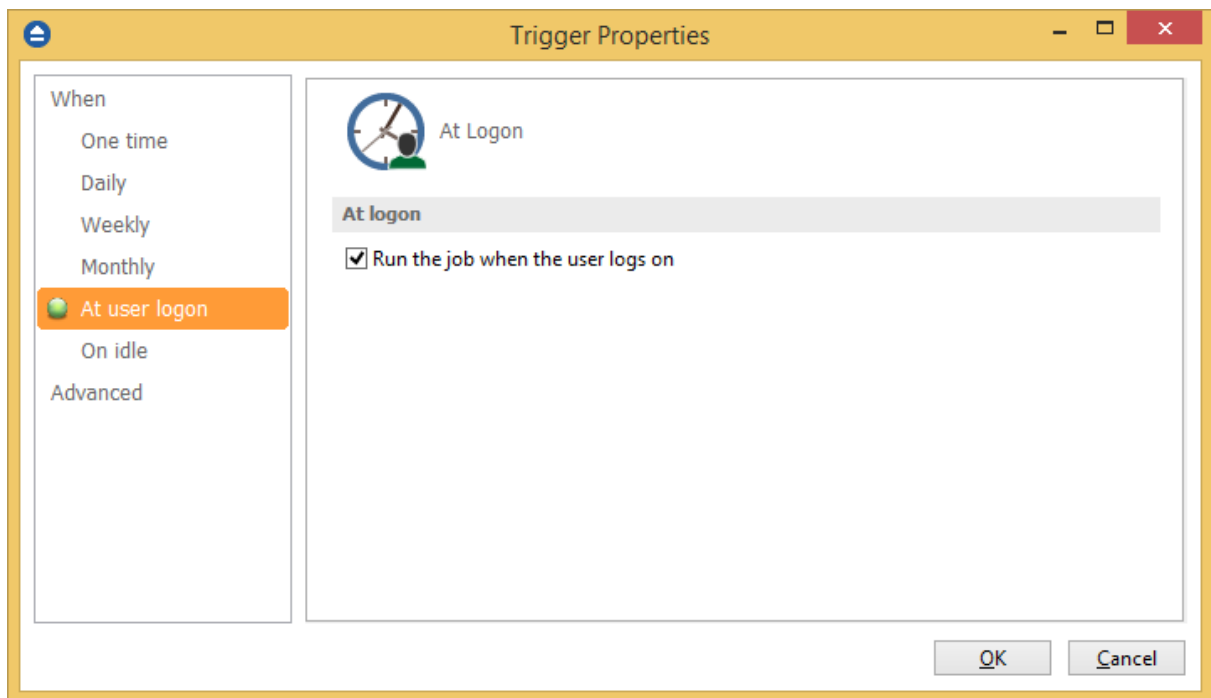 Trigger Properties
When
One time
Daily
Weekly
Monthly
At user logon
On idle
Advanced
At Logon
At logon
Run the job when the user logs on
OK
Cancel